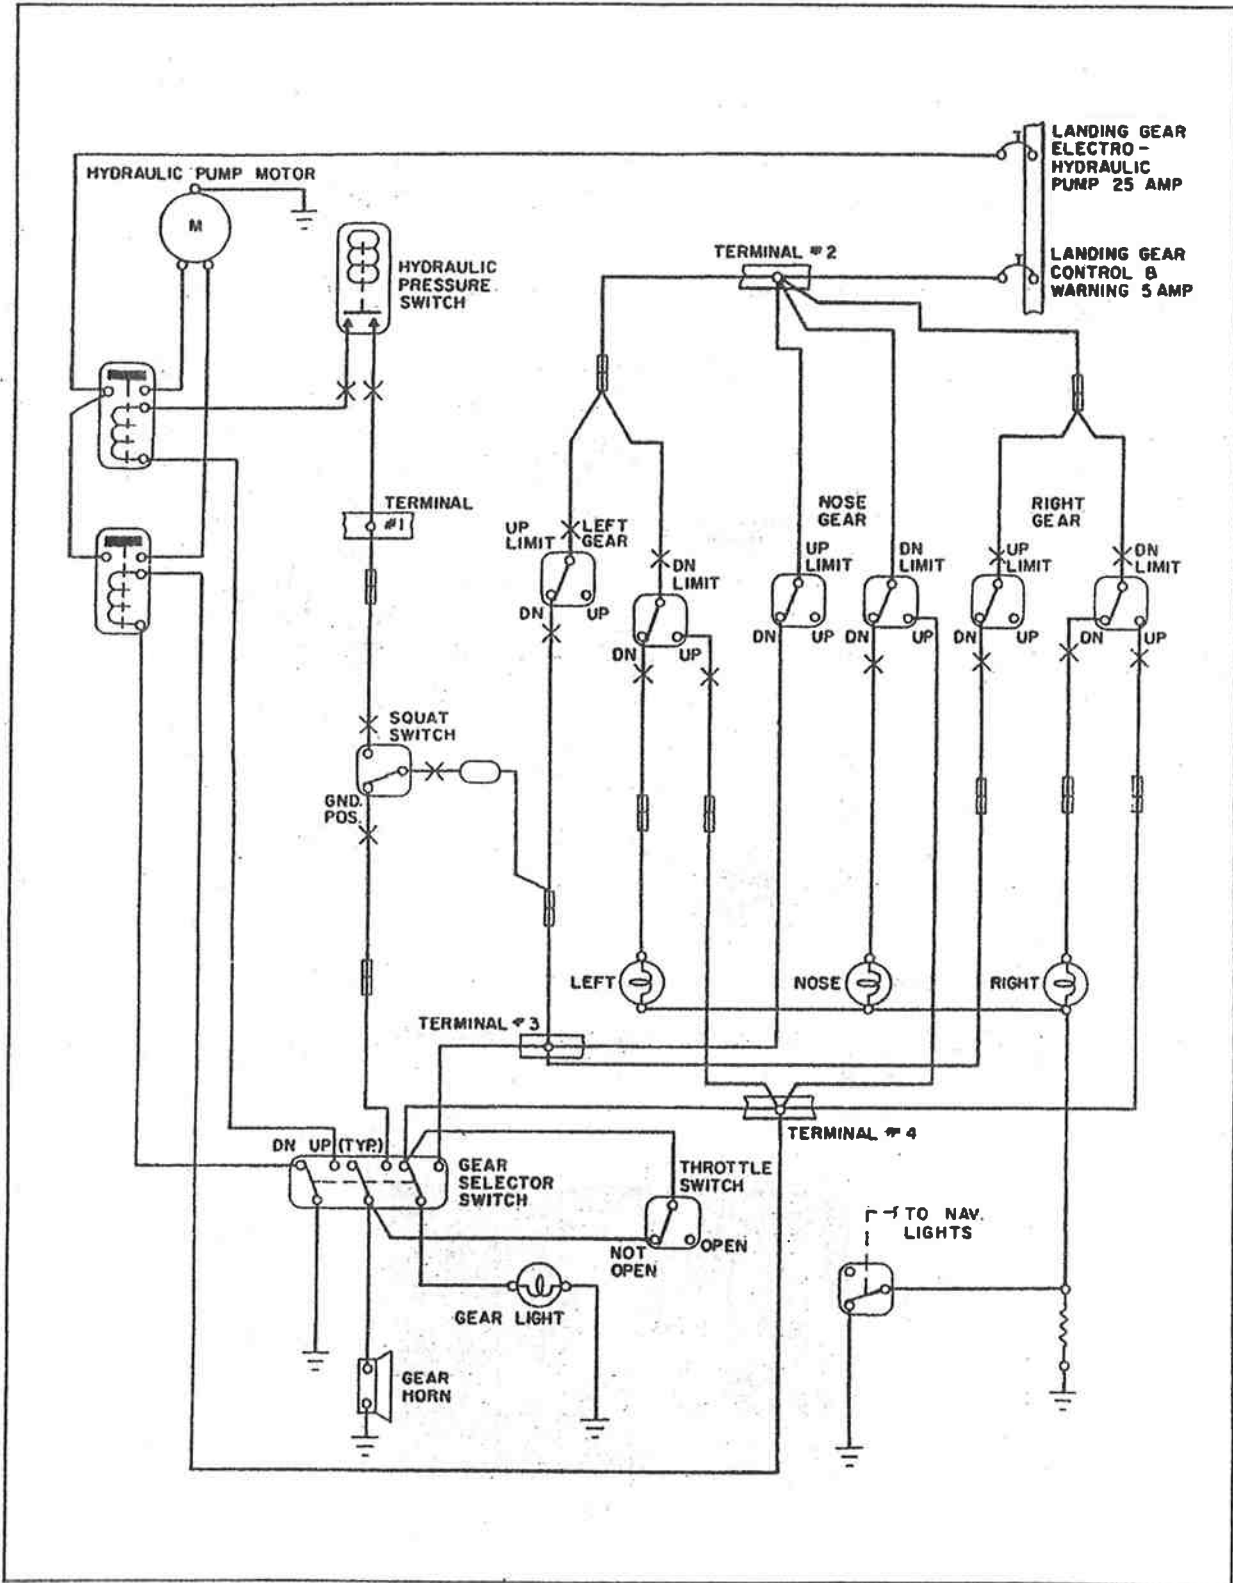 LANDING GEAR
ELECTRO-
HYDRAULIC
PUMP 25 AMP
HYDRAULIC PUMP MOTOR
M
HYDRAULIC
PRESSURE
SWITCH
TERMINAL #2
LANDING GEAR
CONTROL &
WARNING 5 AMP
TERMINAL
#1
UP
LIMIT
LEFT
GEAR
DN
LIMIT
DN
UP
DN
UP
NOSE
GEAR
UP
LIMIT
DN
LIMIT
DN
UP
DN
UP
RIGHT
GEAR
UP
LIMIT
DN
LIMIT
DN
UP
DN
UP
SQUAT
SWITCH
GND.
POS.
LEFT
NOSE
RIGHT
TERMINAL #3
TERMINAL #4
DN UP (TYP.)
GEAR
SELECTOR
SWITCH
THROTTLE
SWITCH
NOT
OPEN
OPEN
TO NAV.
LIGHTS
GEAR LIGHT
GEAR
HORN